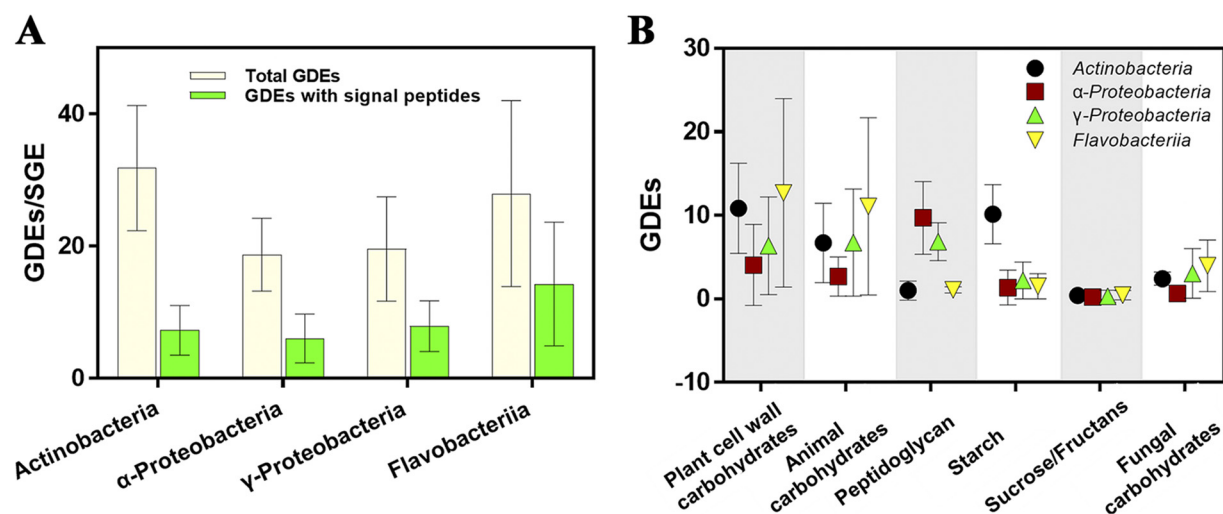 A
GDEs/SGE
40
20
0
Total GDEs
GDEs with signal peptides
Actinobacteria
α-Proteobacteria
γ-Proteobacteria
Flavobacteriia
B
GDEs
30
20
10
0
-10
Actinobacteria
α-Proteobacteria
γ-Proteobacteria
Flavobacteriia
Plant cell wall
carbohydrates
Animal
carbohydrates
Peptidoglycan
Starch
Sucrose/Fructans
Fungal
carbohydrates